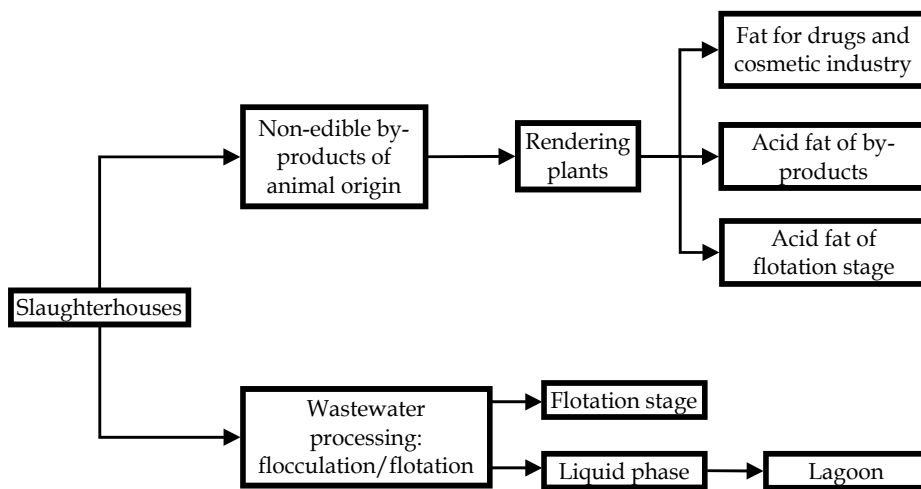 Fat for drugs and
cosmetic industry
Non-edible by-
products of
animal origin
Rendering
plants
Acid fat of by-
products
Acid fat of
flotation stage
Slaughterhouses
Wastewater
processing:
flocculation/flotation
Flotation stage
Liquid phase
Lagoon